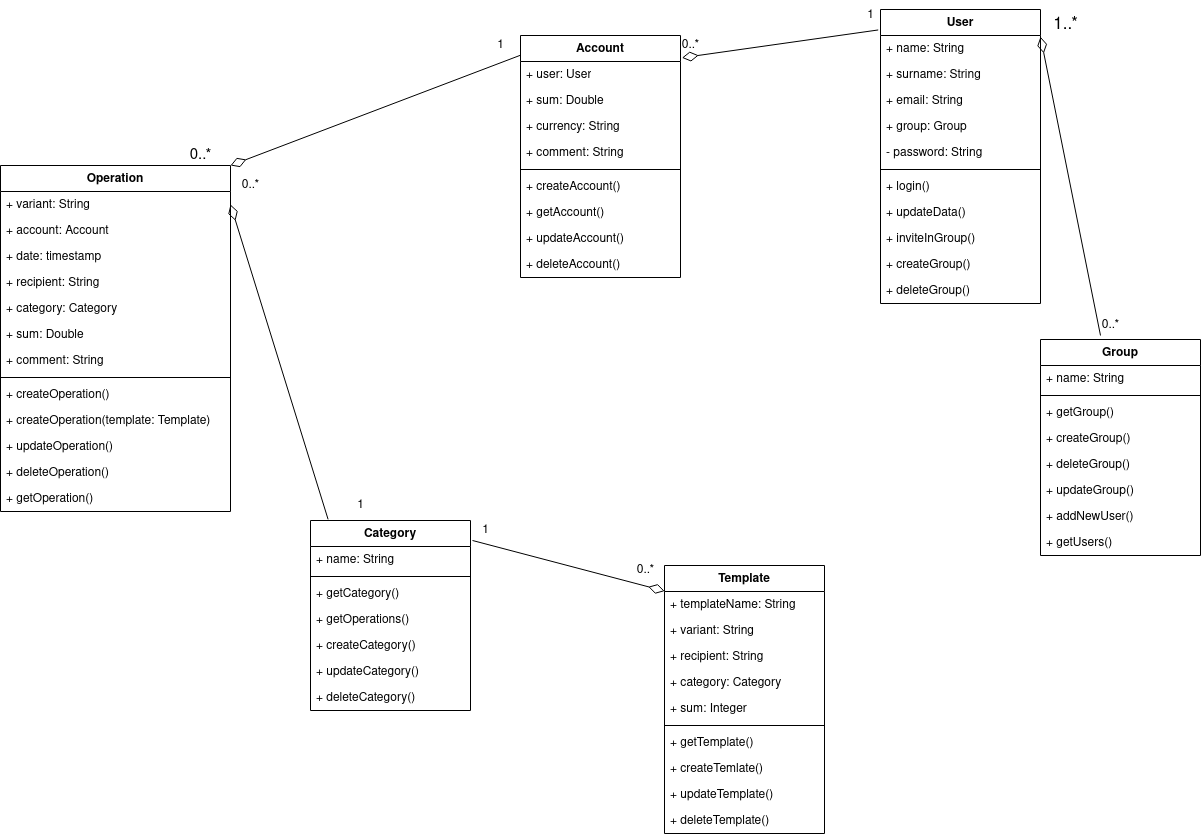 1
User
1..*
+ name: String
+ surname: String
+ email: String
+ group: Group
- password: String
+ login()
+ updateData()
+ inviteInGroup()
+ createGroup()
+ deleteGroup()
1
Account
0..*
+ user: User
+ sum: Double
+ currency: String
+ comment: String
+ createAccount()
+ getAccount()
+ updateAccount()
+ deleteAccount()
0..*
Operation
0..*
+ variant: String
+ account: Account
+ date: timestamp
+ recipient: String
+ category: Category
+ sum: Double
+ comment: String
+ createOperation()
+ createOperation(template: Template)
+ updateOperation()
+ deleteOperation()
+ getOperation()
0..*
Group
+ name: String
+ getGroup()
+ createGroup()
+ deleteGroup()
+ updateGroup()
+ addNewUser()
+ getUsers()
1
Category
1
+ name: String
+ getCategory()
+ getOperations()
+ createCategory()
+ updateCategory()
+ deleteCategory()
0..*
Template
+ templateName: String
+ variant: String
+ recipient: String
+ category: Category
+ sum: Integer
+ getTemplate()
+ createTemlate()
+ updateTemplate()
+ deleteTemplate()